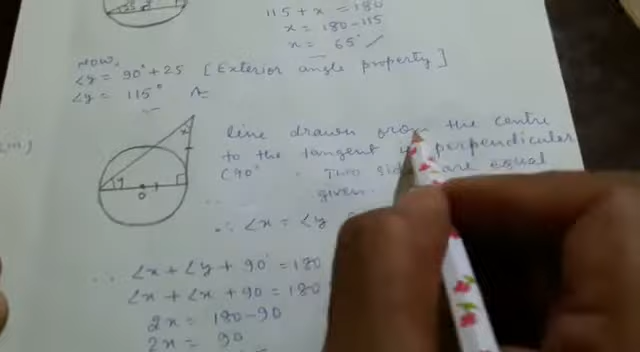 115 + x = 180
x = 180 - 115
x = 65°
NOW,
∠y = 90° + 25 [Exterior angle property]
∠y = 115°
x
y
O
line drawn from the centre
to the tangent is perpendicular
(90°. Two sides are equal
given.
∴ ∠x = ∠y
∴ ∠x + ∠y + 90° = 180
∠x + ∠x + 90 = 180
2x = 180 - 90
2x = 90